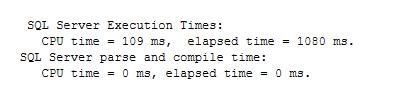 SQL Server Execution Times:
CPU time = 109 ms,  elapsed time = 1080 ms.
SQL Server parse and compile time:
CPU time = 0 ms, elapsed time = 0 ms.